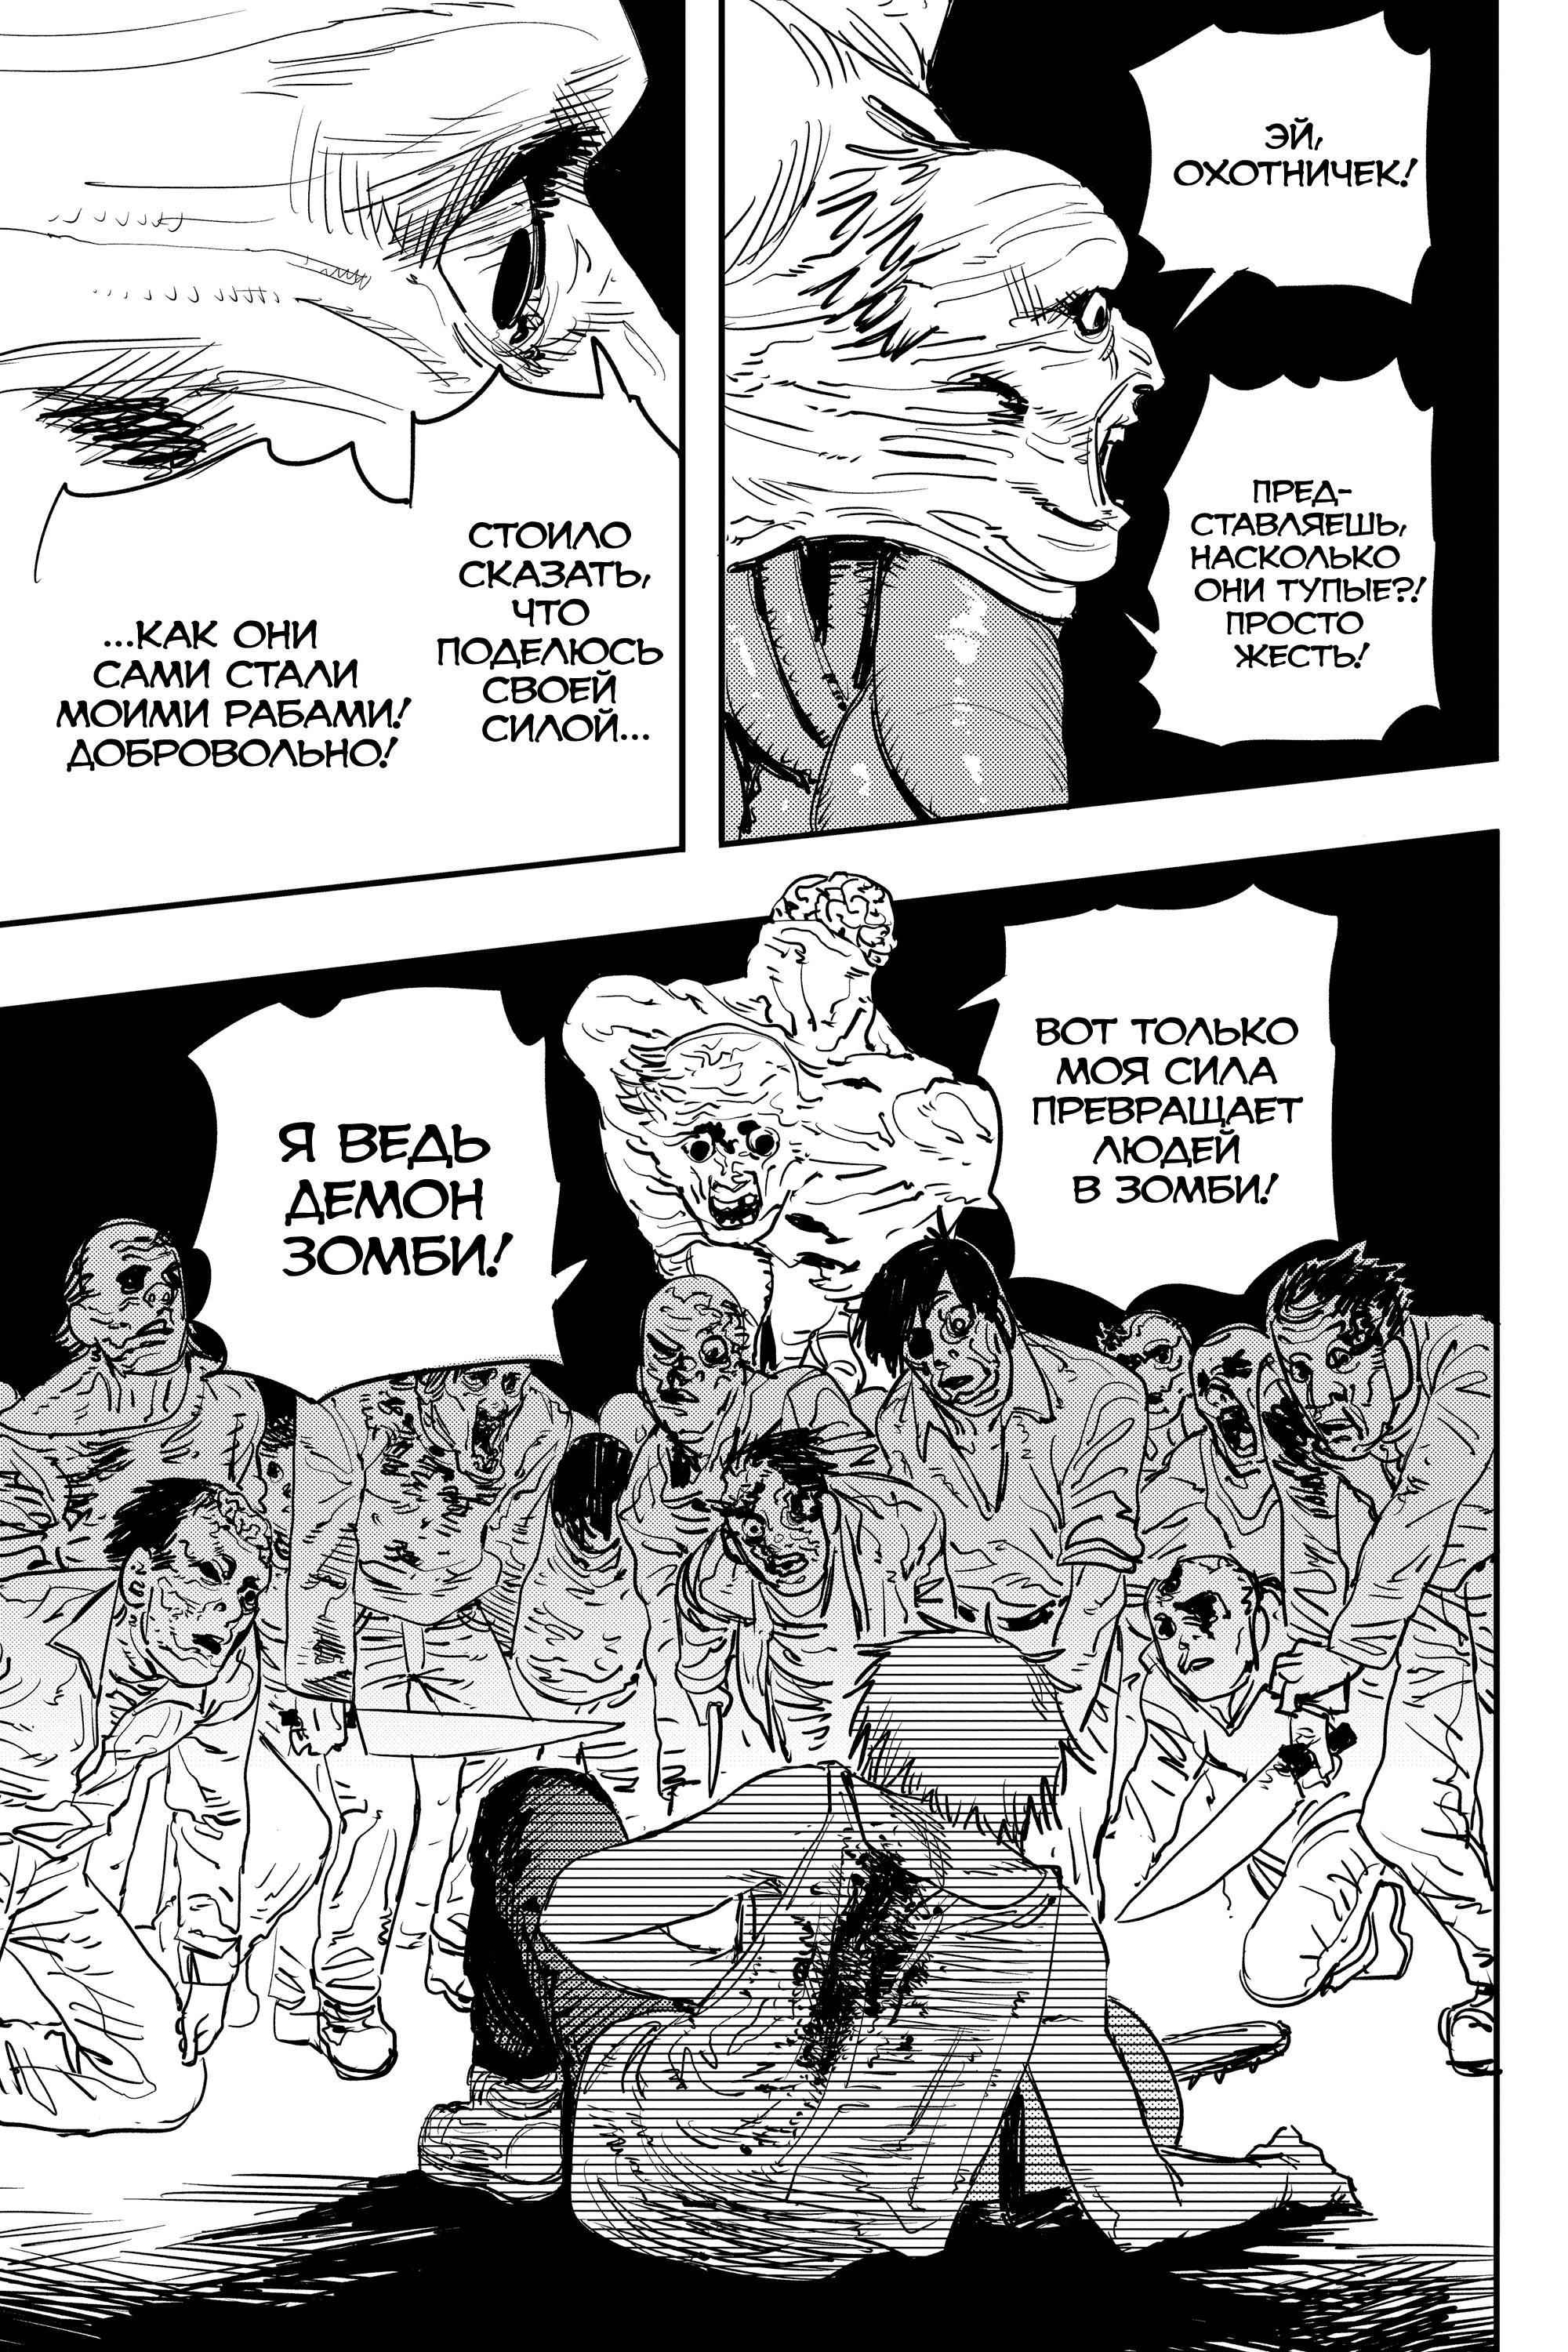 ЭЙ,
ОХОТНИЧЕК!
ПРЕД-
СТАВЛЯЕШЬ,
НАСКОЛЬКО
ОНИ ТУПЫЕ?!
ПРОСТО
ЖЕСТЬ!
СТОИЛО
СКАЗАТЬ,
ЧТО
ПОДЕЛЮСЬ
СВОЕЙ
СИЛОЙ...
...КАК ОНИ
САМИ СТАЛИ
МОИМИ РАБАМИ!
ДОБРОВОЛЬНО!
ВОТ ТОЛЬКО
МОЯ СИЛА
ПРЕВРАЩАЕТ
ЛЮДЕЙ
В ЗОМБИ!
Я ВЕДЬ
ДЕМОН
ЗОМБИ!